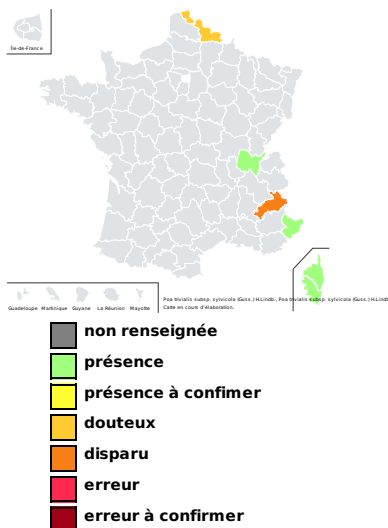 Île-de-France
Guadeloupe Martinique Guyane La Réunion Mayotte
Poa trivialis subsp. sylvicola (Guss.) H.Lindb., Poa trivialis subsp. sylvicola (Guss.) H.Lindb
Carte en cours d'élaboration.
non renseignée
présence
présence à confimer
douteux
disparu
erreur
erreur à confirmer